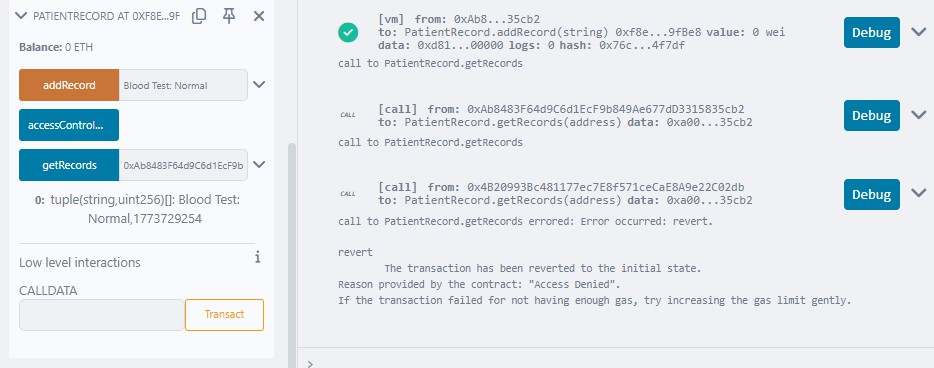 PATIENTRECORD AT 0XF8E...9F
Balance: 0 ETH
addRecord Blood Test: Normal
accessControl...
getRecords 0xAb8483F64d9C6d1EcF9b
0: tuple(string,uint256)[]: Blood Test:
Normal,1773729254
Low level interactions
CALLDATA
Transact
[vm] from: 0xAb8...35cb2
to: PatientRecord.addRecord(string) 0xf8e...9fBe8 value: 0 wei
data: 0xd81...00000 logs: 0 hash: 0x76c...4f7df
Debug
call to PatientRecord.getRecords
CALL [call] from: 0xAb8483F64d9C6d1EcF9b849Ae677dD3315835cb2
to: PatientRecord.getRecords(address) data: 0xa00...35cb2
Debug
call to PatientRecord.getRecords
CALL [call] from: 0x4B20993Bc481177ec7E8f571ceCaE8A9e22C02db
to: PatientRecord.getRecords(address) data: 0xa00...35cb2
Debug
call to PatientRecord.getRecords errored: Error occurred: revert.
revert
The transaction has been reverted to the initial state.
Reason provided by the contract: "Access Denied".
If the transaction failed for not having enough gas, try increasing the gas limit gently.
>